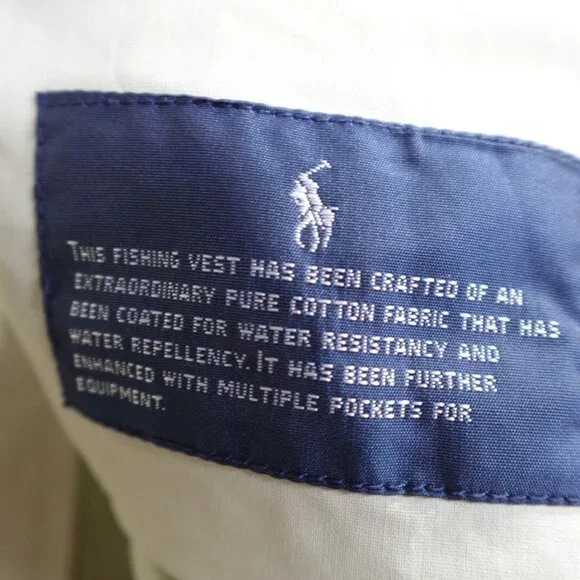 THIS FISHING VEST HAS BEEN CRAFTED OF AN
EXTRAORDINARY PURE COTTON FABRIC THAT HAS
BEEN COATED FOR WATER RESISTANCY AND
WATER REPELLENCY. IT HAS BEEN FURTHER
ENHANCED WITH MULTIPLE POCKETS FOR
EQUIPMENT.